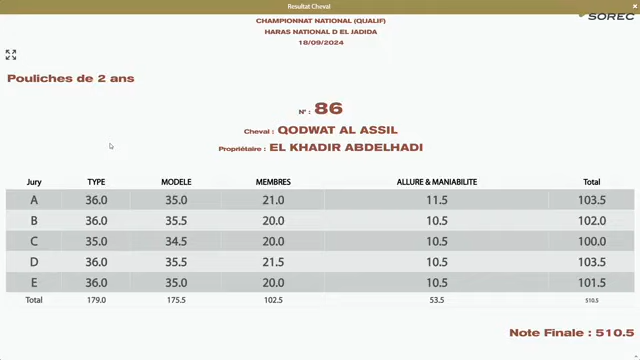 Resultat Cheval
CHAMPIONNAT NATIONAL (QUALIF)
SOREC
HARAS NATIONAL D EL JADIDA
18/09/2024
Pouliches de 2 ans
N° : 86
Cheval : QODWAT AL ASSIL
Propriétaire : EL KHADIR ABDELHADI
Jury TYPE MODELE MEMBRES ALLURE & MANIABILITE Total
A 36.0 35.0 21.0 11.5 103.5
B 36.0 35.5 20.0 10.5 102.0
C 35.0 34.5 20.0 10.5 100.0
D 36.0 35.5 21.5 10.5 103.5
E 36.0 35.0 20.0 10.5 101.5
Total 179.0 175.5 102.5 53.5 510.5
Note Finale : 510.5